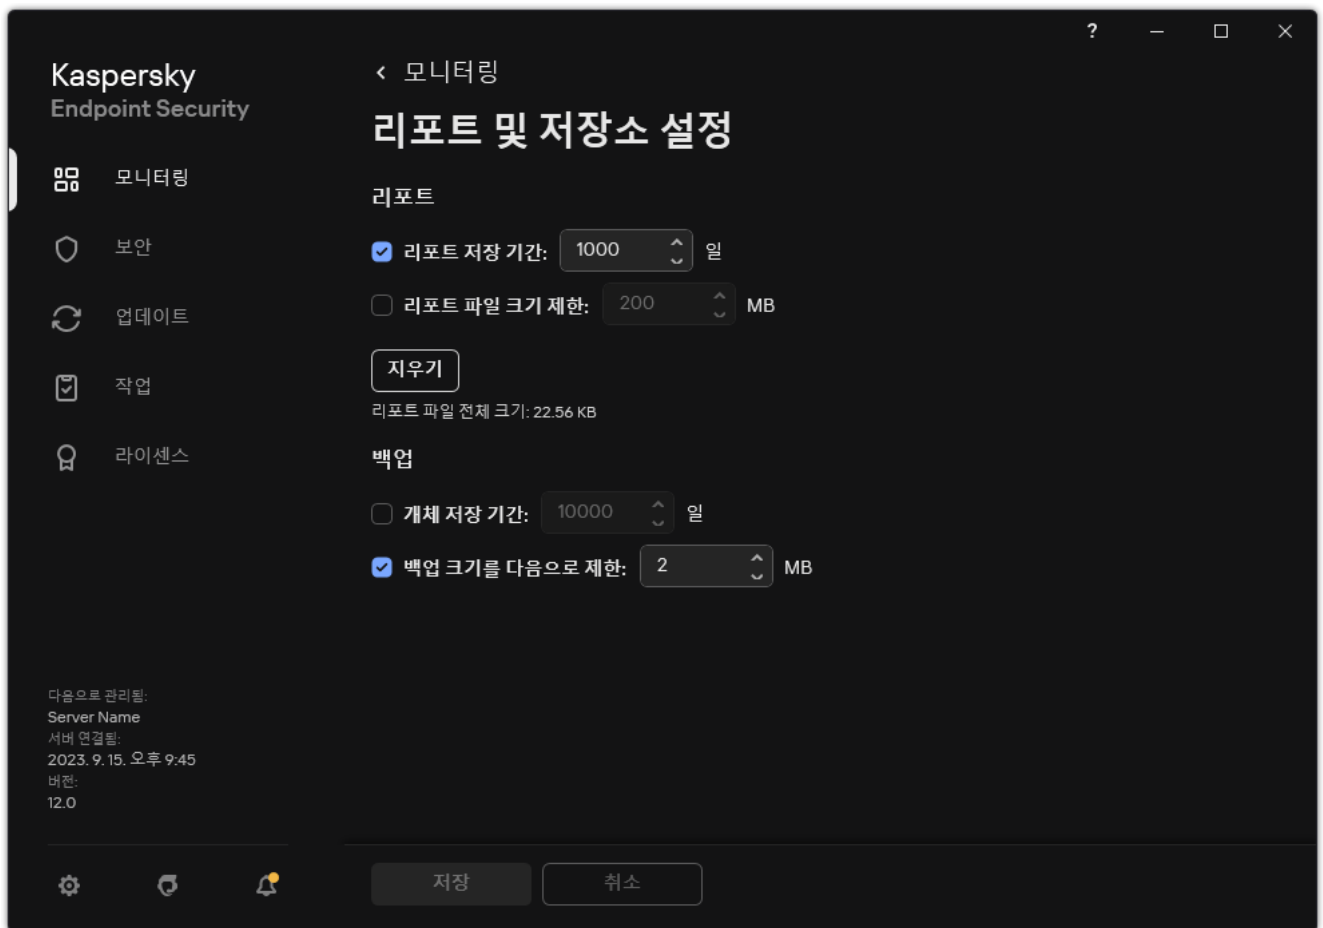 ?
Kaspersky
Endpoint Security
모니터링
보안
업데이트
작업
라이센스
다음으로 관리됨:
Server Name
서버 연결됨:
2023. 9. 15. 오후 9:45
버전:
12.0
모니터링
리포트 및 저장소 설정
리포트
리포트 저장 기간: 1000 일
리포트 파일 크기 제한: 200 MB
지우기
리포트 파일 전체 크기: 22.56 KB
백업
개체 저장 기간: 10000 일
백업 크기를 다음으로 제한: 2 MB
저장 취소